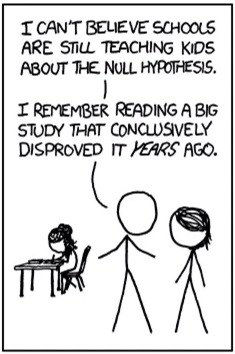 I CAN'T BELIEVE SCHOOLS
ARE STILL TEACHING KIDS
ABOUT THE NULL HYPOTHESIS.
I REMEMBER READING A BIG
STUDY THAT CONCLUSIVELY
DISPROVED IT YEARS AGO.